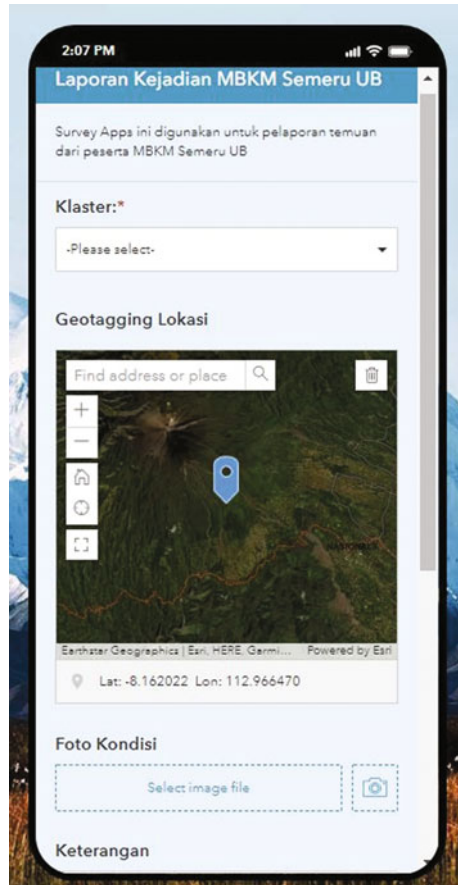 2:07 PM
Laporan Kejadian MBKM Semeru UB
Survey Apps ini digunakan untuk pelaporan temuan
dari peserta MBKM Semeru UB
Klaster:*
-Please select-
Geotagging Lokasi
Find address or place
Earthstar Geographics | Esri, HERE, Garmi... Powered by Esri
Lat: -8.162022 Lon: 112.966470
Foto Kondisi
Select image file
Keterangan